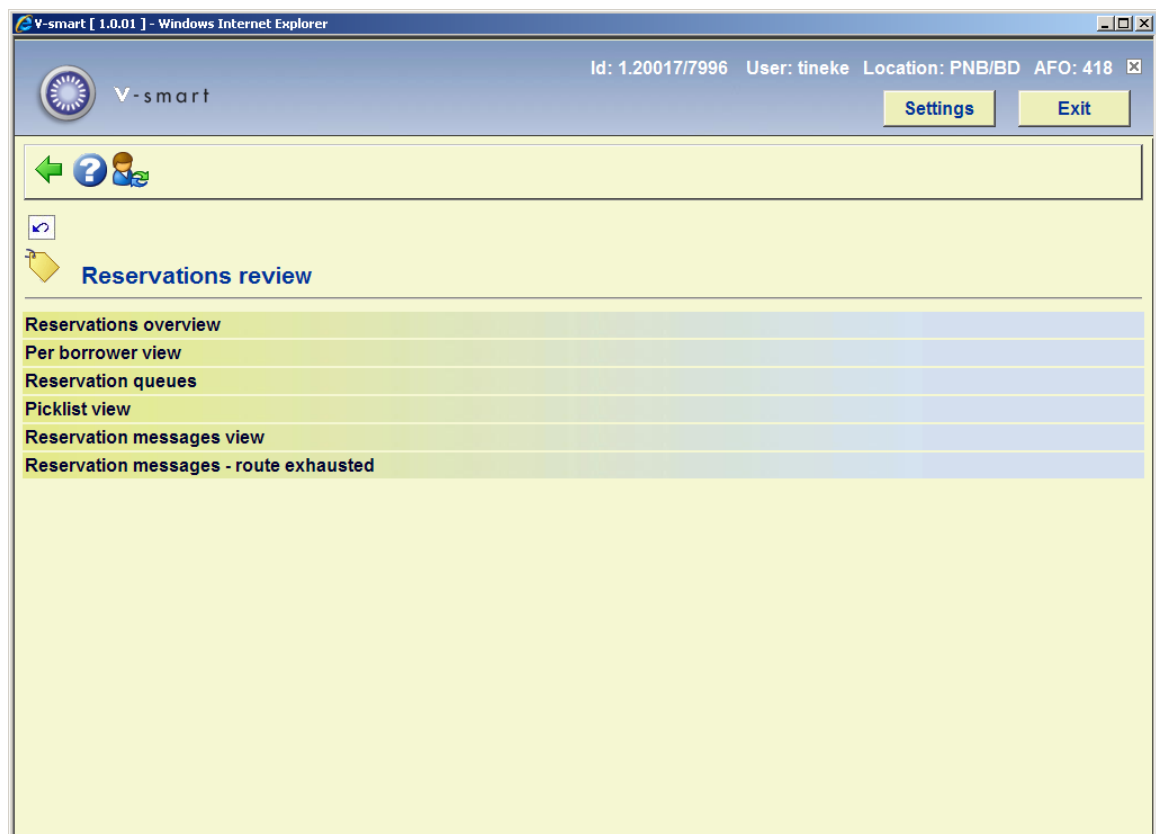 V-smart [ 1.0.01 ] - Windows Internet Explorer
Id: 1.20017/7996 User: tineke Location: PNB/BD AFO: 418
V-smart
Settings Exit
Reservations review
Reservations overview
Per borrower view
Reservation queues
Picklist view
Reservation messages view
Reservation messages - route exhausted